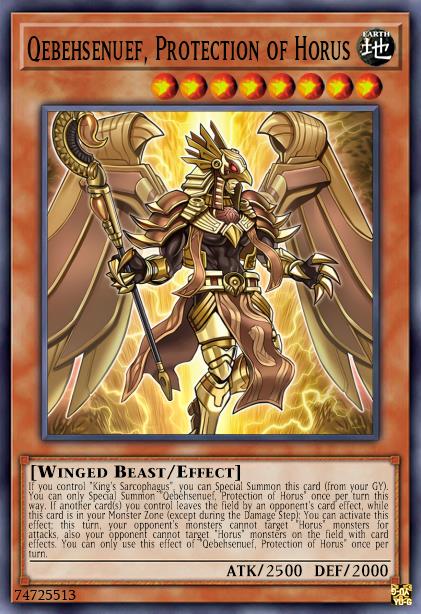 Qebehsenuef, Protection of Horus
EARTH
地
[Winged Beast/Effect]
If you control "King's Sarcophagus", you can Special Summon this card (from your GY).
You can only Special Summon "Qebehsenuef, Protection of Horus" once per turn this
way. If another card(s) you control leaves the field by an opponent's card effect, while
this card is in your Monster Zone (except during the Damage Step): You can activate this
effect; this turn, your opponent's monsters cannot target "Horus" monsters for
attacks, also your opponent cannot target "Horus" monsters on the field with card
effects. You can only use this effect of "Qebehsenuef, Protection of Horus" once per
turn.
ATK/2500 DEF/2000
74725513